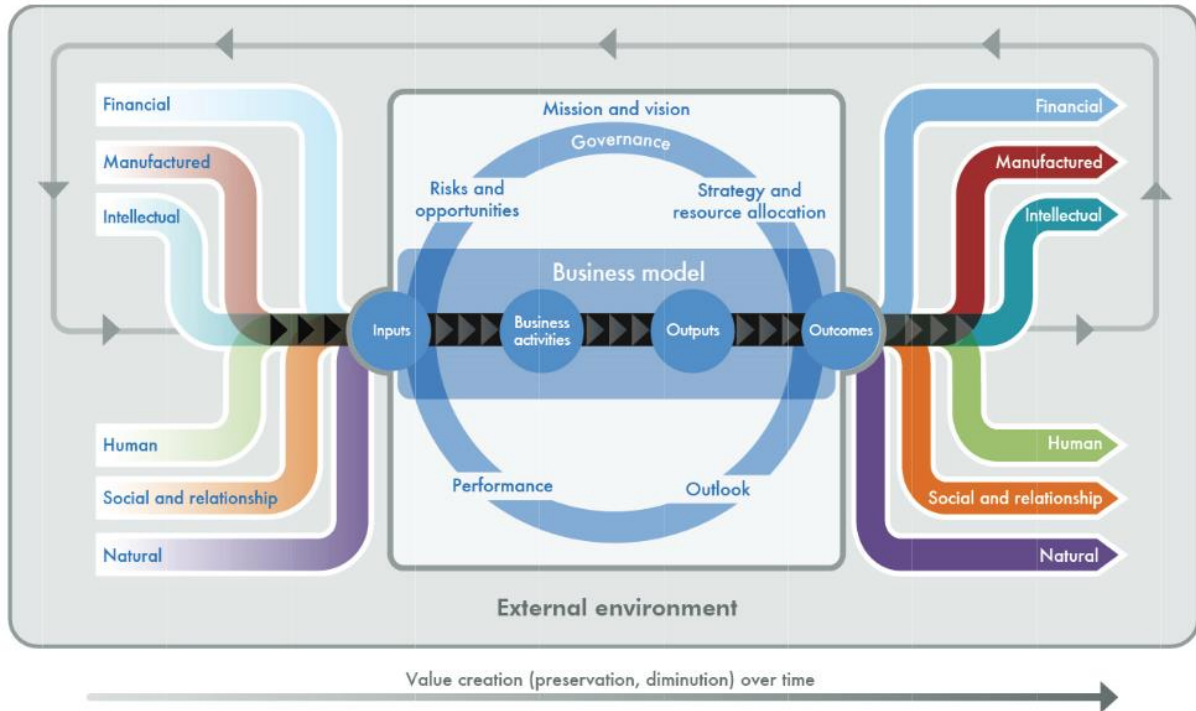 Financial
Manufactured
Intellectual
Human
Social and relationship
Natural
Mission and vision
Governance
Risks and
opportunities
Strategy and
resource allocation
Business model
Inputs
Business
activities
Outputs
Outcomes
Performance
Outlook
Financial
Manufactured
Intellectual
Human
Social and relationship
Natural
External environment
Value creation (preservation, diminution) over time